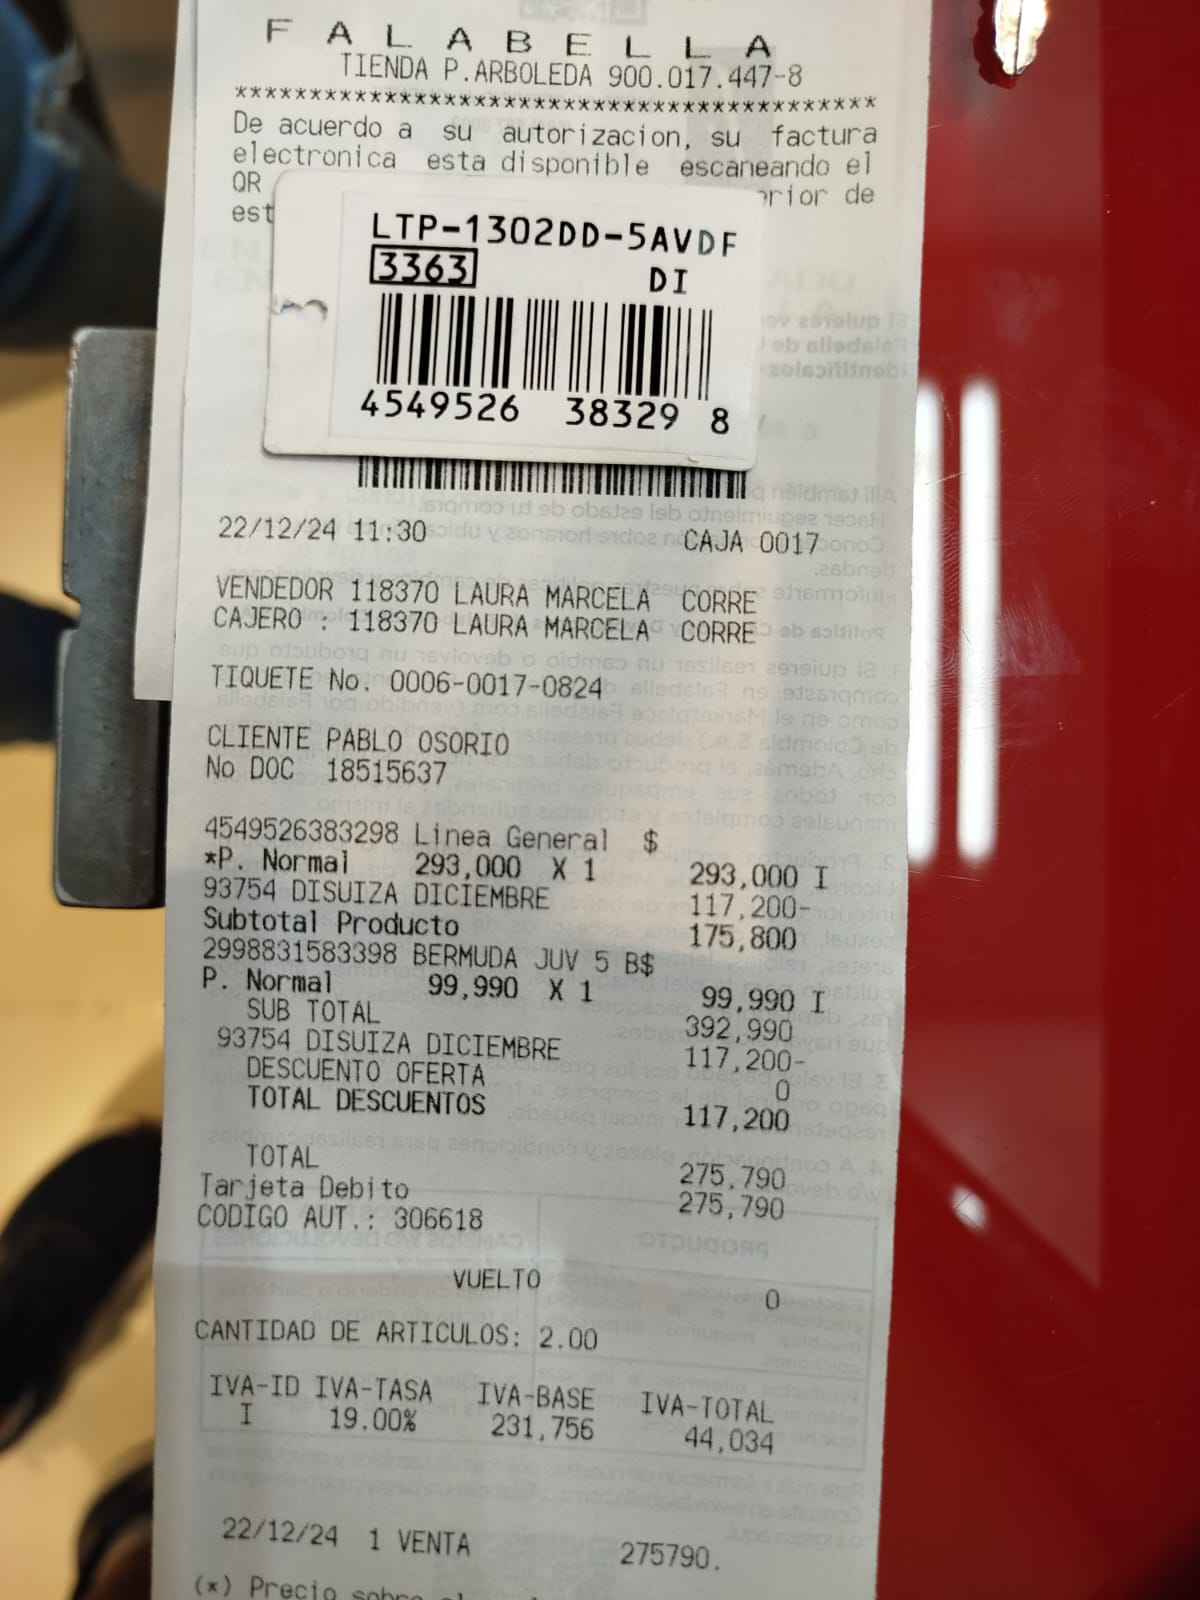 F A L A B E L L A
TIENDA P.ARBOLEDA 900.017.447-8
*******************************************
De acuerdo a su autorizacion, su factura
electronica esta disponible escaneando el
QR de
LTP-1302DD-5AVDF
3363 DI
4549526 38329 8
22/12/24 11:30 CAJA 0017
VENDEDOR 118370 LAURA MARCELA CORRE
CAJERO : 118370 LAURA MARCELA CORRE
TIQUETE No. 0006-0017-0824
CLIENTE PABLO OSORIO
No DOC 18515637
4549526383298 Linea General $
*P. Normal 293,000 X 1 293,000 I
93754 DISUIZA DICIEMBRE 117,200-
Subtotal Producto 175,800
2998831583398 BERMUDA JUV 5 B$
P. Normal 99,990 X 1 99,990 I
SUB TOTAL 392,990
93754 DISUIZA DICIEMBRE 117,200-
DESCUENTO OFERTA 0
TOTAL DESCUENTOS 117,200
TOTAL 275,790
Tarjeta Debito 275,790
CODIGO AUT.: 306618
VUELTO 0
CANTIDAD DE ARTICULOS: 2.00
IVA-ID IVA-TASA IVA-BASE IVA-TOTAL
I 19.00% 231,756 44,034
22/12/24 1 VENTA 275790.
(*) Precio